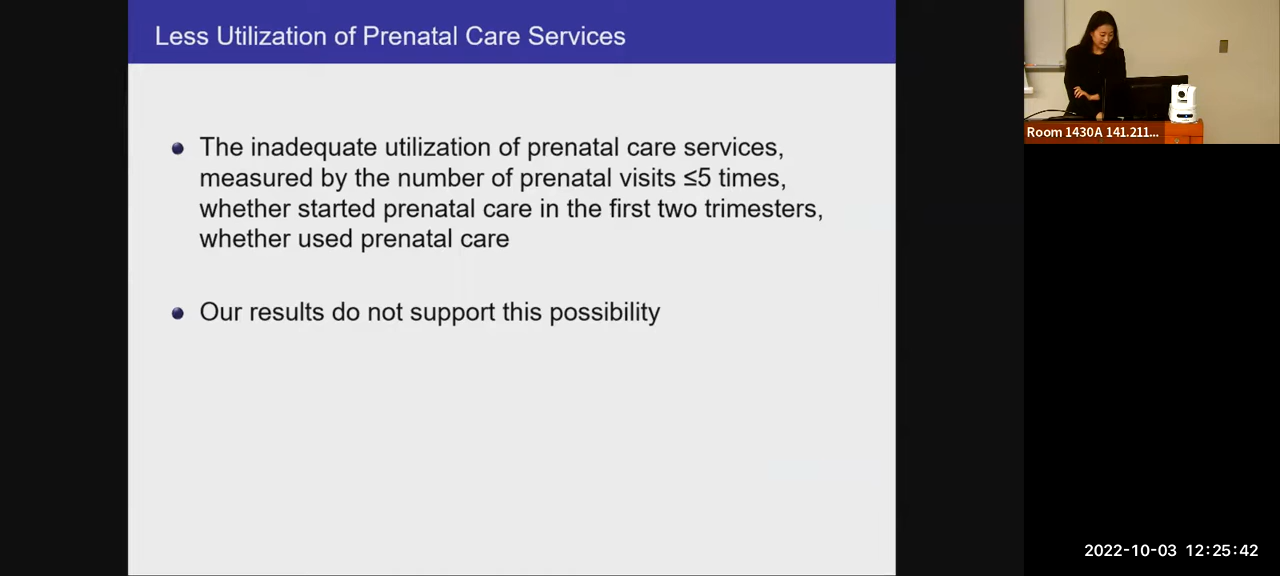 Less Utilization of Prenatal Care Services
The inadequate utilization of prenatal care services,
measured by the number of prenatal visits ≤5 times,
whether started prenatal care in the first two trimesters,
whether used prenatal care
Our results do not support this possibility
Room 1430A 141.211...
2022-10-03 12:25:42